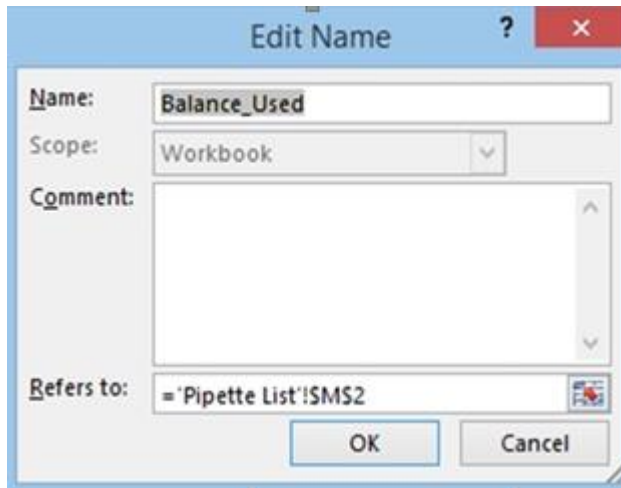 Edit Name ?
Name: Balance_Used
Scope: Workbook
Comment:
Refers to: ='Pipette List'!$M$2
OK Cancel